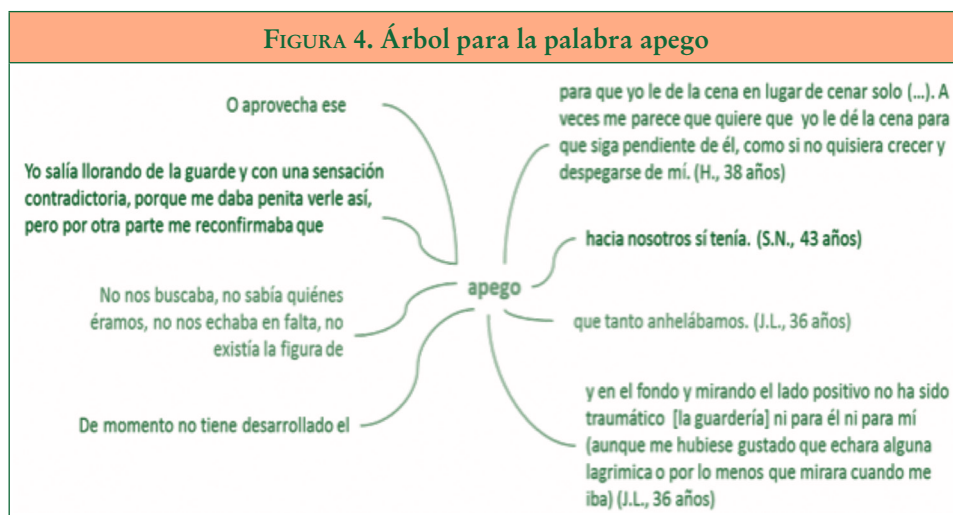 FIGURA 4. Árbol para la palabra apego
O aprovecha ese
Yo salía llorando de la guarde y con una sensación
contradictoria, porque me daba penita verle así,
pero por otra parte me reconfirmaba que
No nos buscaba, no sabía quiénes
éramos, no nos echaba en falta, no
existía la figura de
De momento no tiene desarrollado el
apego
para que yo le de la cena en lugar de cenar solo (...). A
veces me parece que quiere que yo le dé la cena para
que siga pendiente de él, como si no quisiera crecer y
despegarse de mí. (H., 38 años)
hacia nosotros sí tenía. (S.N., 43 años)
que tanto anhelábamos. (J.L., 36 años)
y en el fondo y mirando el lado positivo no ha sido
traumático [la guardería] ni para él ni para mí
(aunque me hubiese gustado que echara alguna
lagrimica o por lo menos que mirara cuando me
iba) (J.L., 36 años)